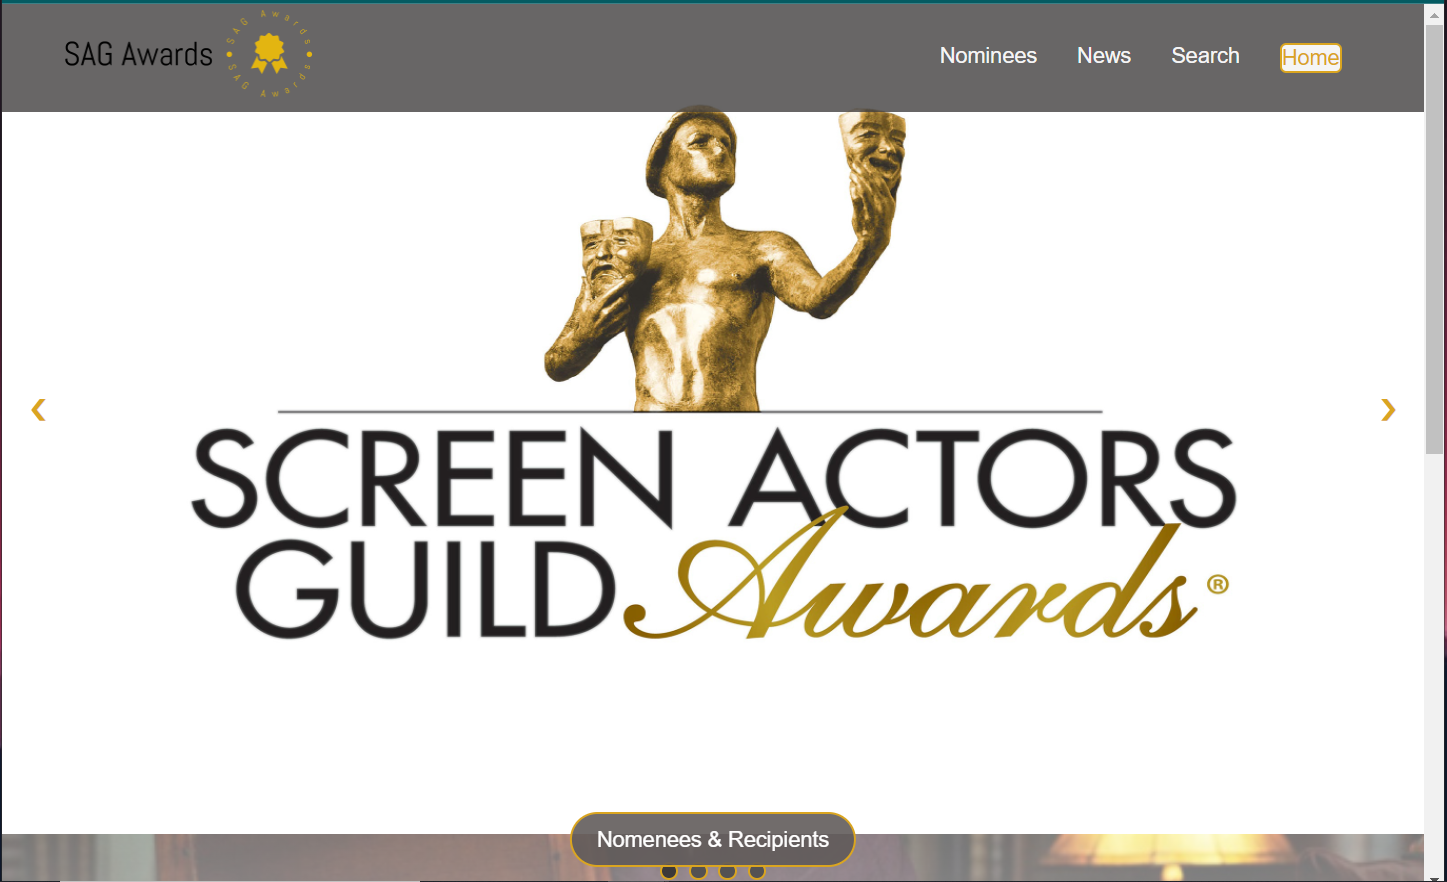 SAG Awards
SAG Awards SAG Awards
Nominees News Search Home
SCREEN ACTORS
GUILD Awards®
Nomenees & Recipients